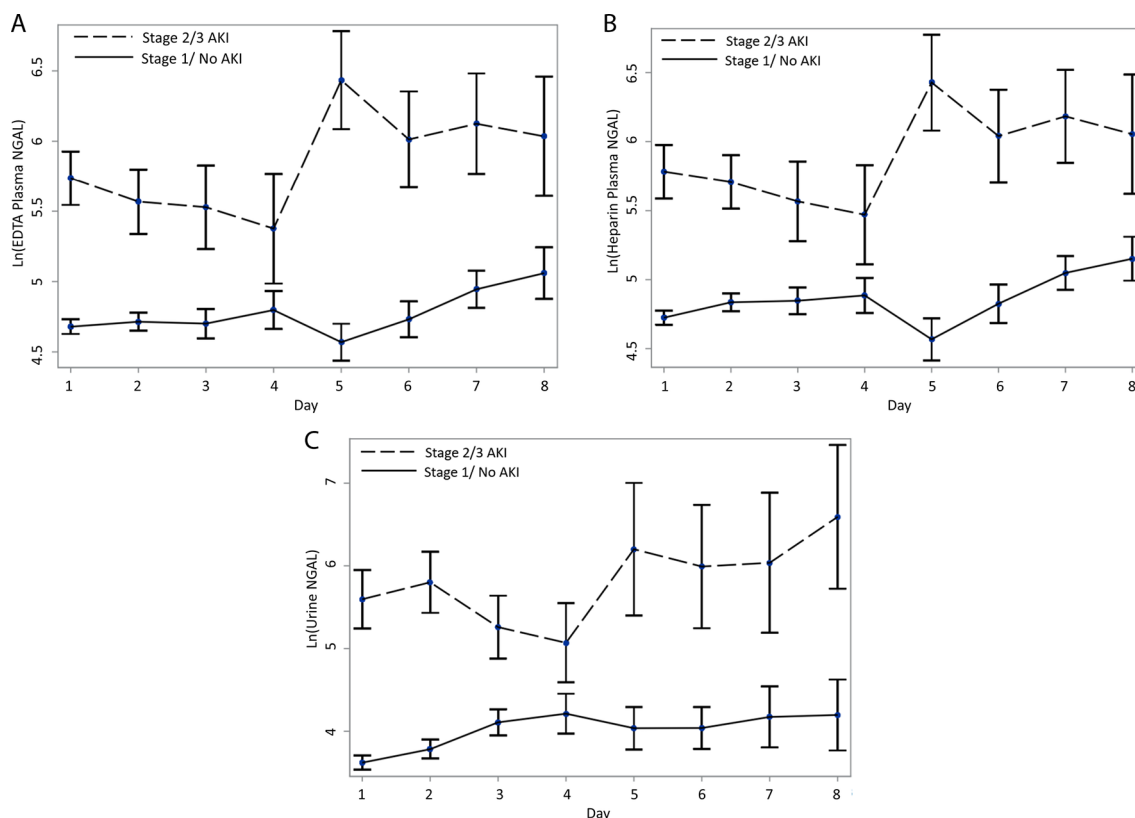 A
Stage 2/3 AKI
Stage 1/ No AKI
Ln(EDTA Plasma NGAL)
6.5
6
5.5
5
4.5
1 2 3 4 5 6 7 8
Day
B
Stage 2/3 AKI
Stage 1/ No AKI
Ln(Heparin Plasma NGAL)
6.5
6
5.5
5
4.5
1 2 3 4 5 6 7 8
Day
C
Stage 2/3 AKI
Stage 1/ No AKI
Ln(Urine NGAL)
7
6
5
4
1 2 3 4 5 6 7 8
Day